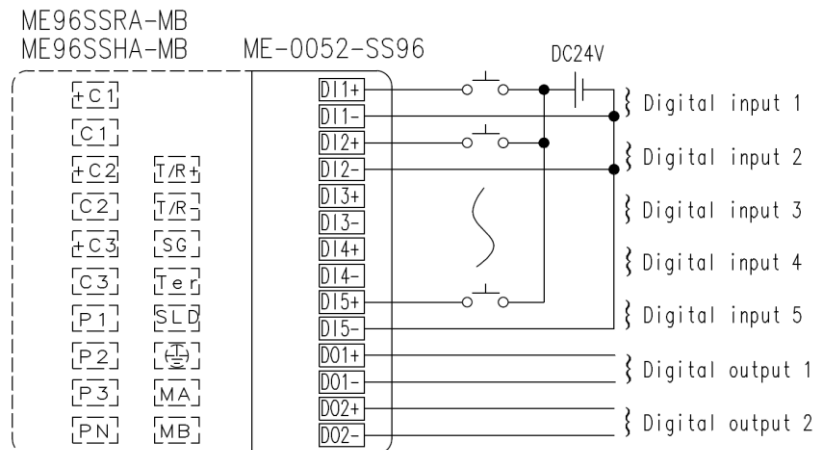 ME96SSRA-MB
ME96SSHA-MB ME-0052-SS96
DC24V
+C1
C1
+C2 T/R+
C2 T/R-
+C3 SG
C3 Ter
P1 SLD
P2
P3 MA
PN MB
DI1+
DI1-
DI2+
DI2-
DI3+
DI3-
DI4+
DI4-
DI5+
DI5-
DO1+
DO1-
DO2+
DO2-
Digital input 1
Digital input 2
Digital input 3
Digital input 4
Digital input 5
Digital output 1
Digital output 2